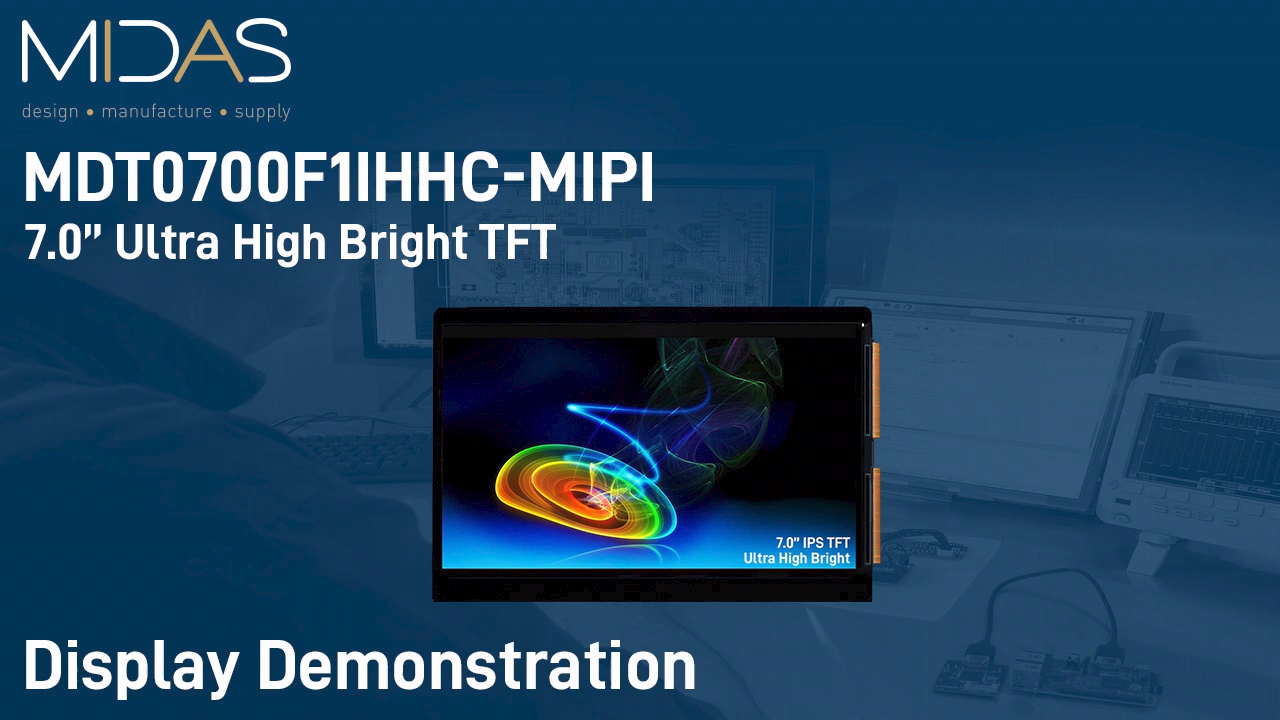 MIDAS
design • manufacture • supply
MDT0700F1IHHC-MIPI
7.0” Ultra High Bright TFT
7.0” IPS TFT
Ultra High Bright
Display Demonstration